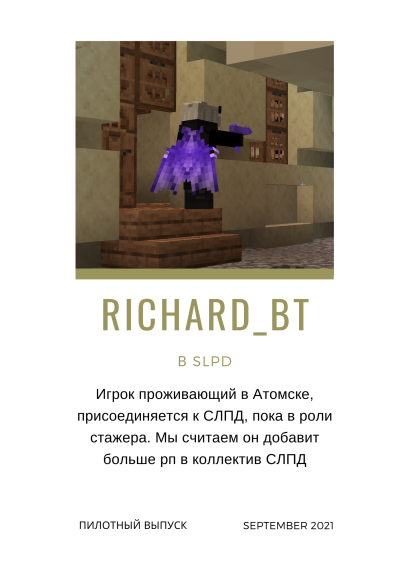 RICHARD_BT
В SLPD
Игрок проживающий в Атомске,
присоединяется к СЛПД, пока в роли
стажера. Мы считаем он добавит
больше рп в коллектив СЛПД
ПИЛОТНЫЙ ВЫПУСК
SEPTEMBER 2021